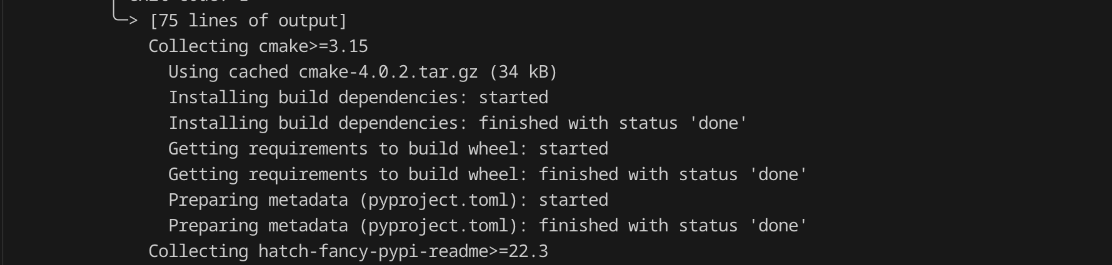 > [75 lines of output]
Collecting cmake>=3.15
Using cached cmake-4.0.2.tar.gz (34 kB)
Installing build dependencies: started
Installing build dependencies: finished with status 'done'
Getting requirements to build wheel: started
Getting requirements to build wheel: finished with status 'done'
Preparing metadata (pyproject.toml): started
Preparing metadata (pyproject.toml): finished with status 'done'
Collecting hatch-fancy-pypi-readme>=22.3